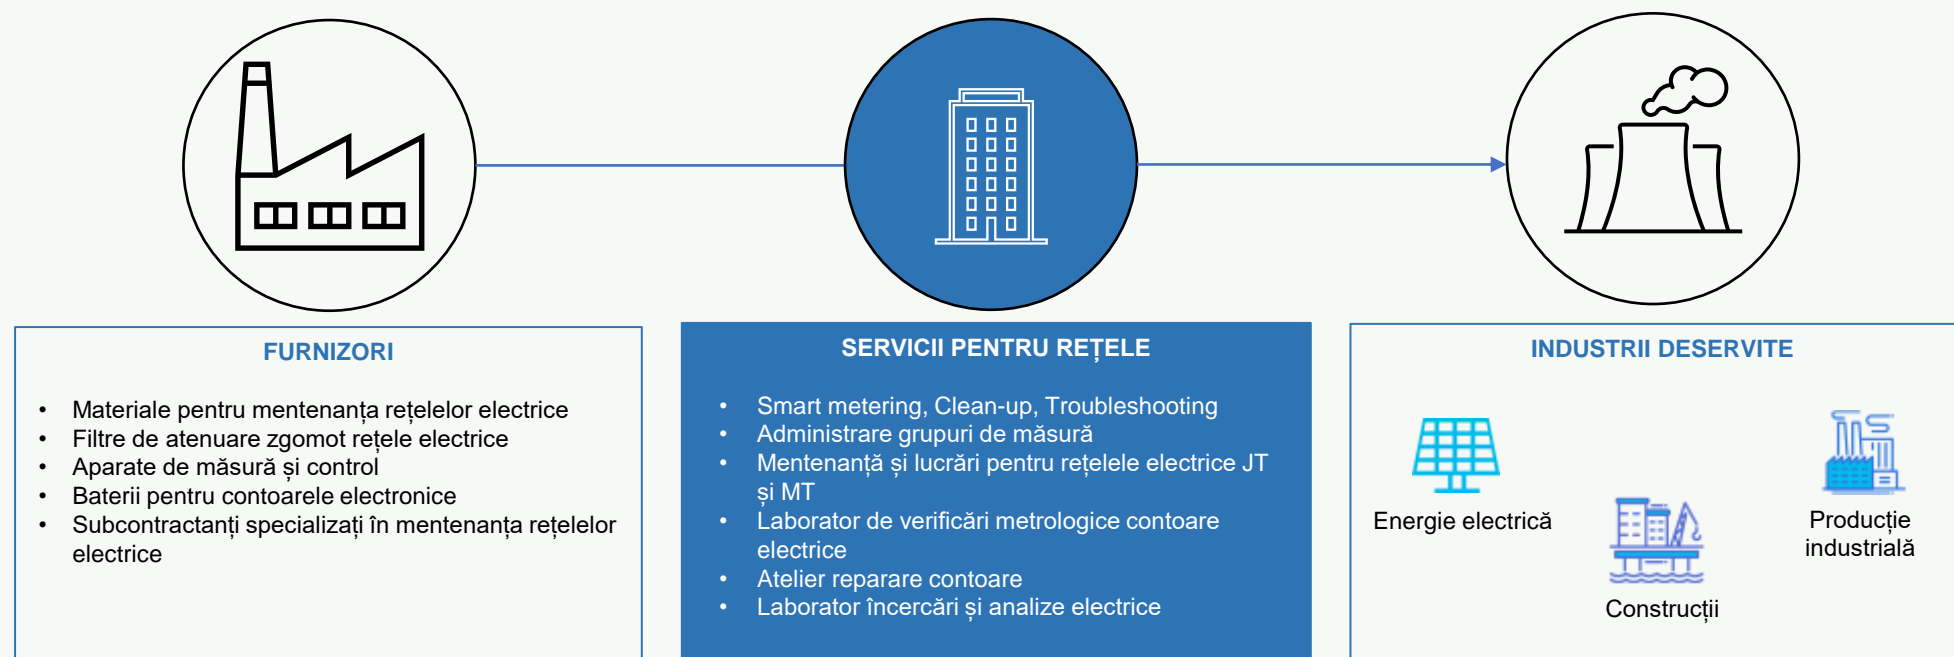 FURNIZORI
• Materiale pentru mentenanța rețelelor electrice
• Filtre de atenuare zgomot rețele electrice
• Aparate de măsură și control
• Baterii pentru contoarele electronice
• Subcontractanți specializați în mentenanța rețelelor
electrice
SERVICII PENTRU REȚELE
• Smart metering, Clean-up, Troubleshooting
• Administrare grupuri de măsură
• Mentenanță și lucrări pentru rețelele electrice JT
și MT
• Laborator de verificări metrologice contoare
electrice
• Atelier reparare contoare
• Laborator încercări și analize electrice
INDUSTRII DESERVITE
Energie electrică
Construcții
Producție
industrială